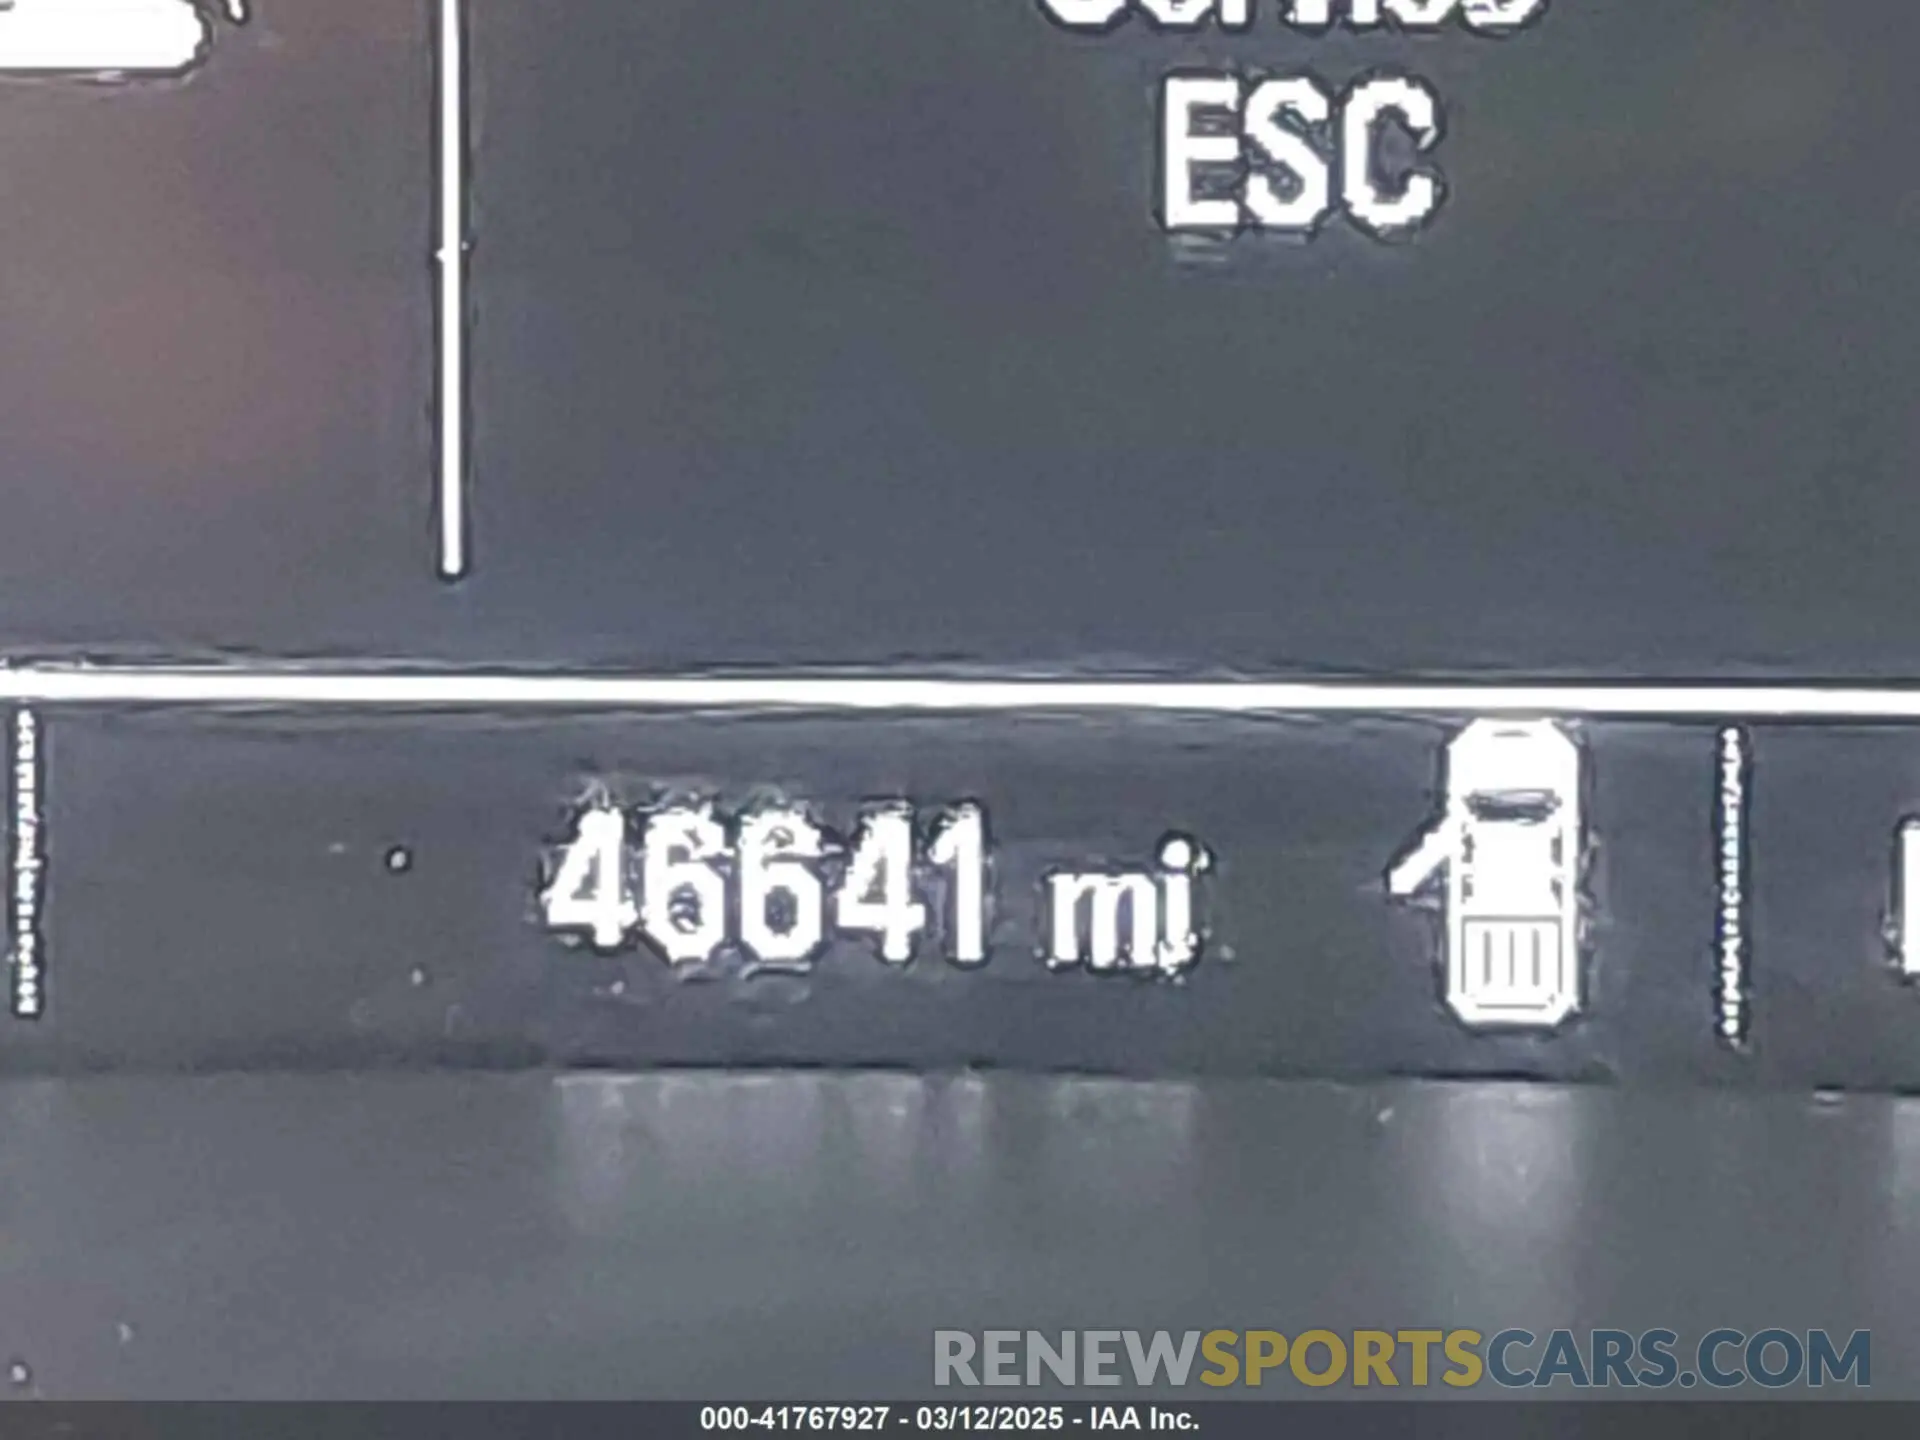 ESC
46641 mi
RENEWSPORTSCARS.COM
000-41767927 - 03/12/2025 - IAA Inc.